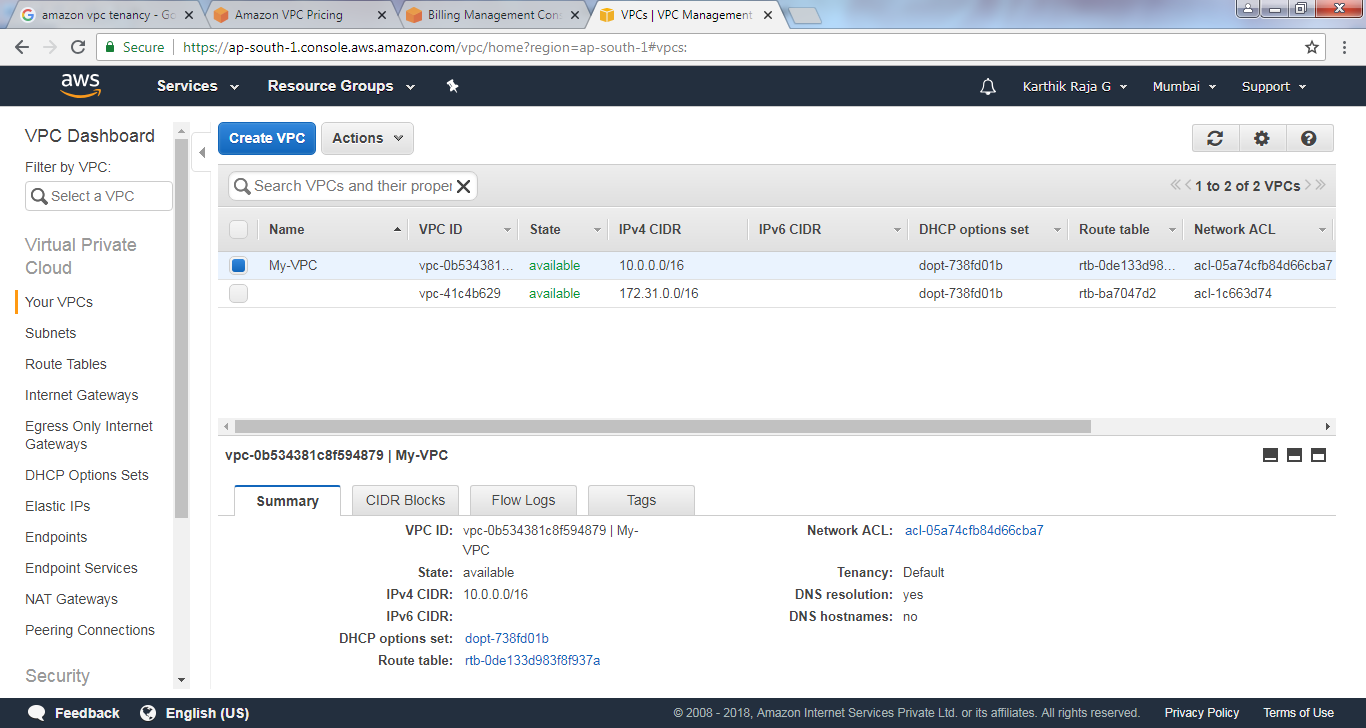 amazon vpc tenancy - Go
Amazon VPC Pricing
Billing Management Con
VPCs | VPC Management
Secure
https://ap-south-1.console.aws.amazon.com/vpc/home?region=ap-south-1#vpcs:
aws
Services
Resource Groups
Karthik Raja G
Mumbai
Support
VPC Dashboard
Filter by VPC:
Select a VPC
Virtual Private
Cloud
Your VPCs
Subnets
Route Tables
Internet Gateways
Egress Only Internet
Gateways
DHCP Options Sets
Elastic IPs
Endpoints
Endpoint Services
NAT Gateways
Peering Connections
Security
Create VPC
Actions
Search VPCs and their proper
1 to 2 of 2 VPCs
Name VPC ID State IPv4 CIDR IPv6 CIDR DHCP options set Route table Network ACL
My-VPC vpc-0b534381... available 10.0.0.0/16 dopt-738fd01b rtb-0de133d98... acl-05a74cfb84d66cba7
vpc-41c4b629 available 172.31.0.0/16 dopt-738fd01b rtb-ba7047d2 acl-1c663d74
vpc-0b534381c8f594879 | My-VPC
Summary
CIDR Blocks
Flow Logs
Tags
VPC ID: vpc-0b534381c8f594879 | My-
VPC
State: available
IPv4 CIDR: 10.0.0.0/16
IPv6 CIDR:
DHCP options set: dopt-738fd01b
Route table: rtb-0de133d983f8f937a
Network ACL: acl-05a74cfb84d66cba7
Tenancy: Default
DNS resolution: yes
DNS hostnames: no
Feedback
English (US)
© 2008 - 2018, Amazon Internet Services Private Ltd. or its affiliates. All rights reserved.
Privacy Policy
Terms of Use